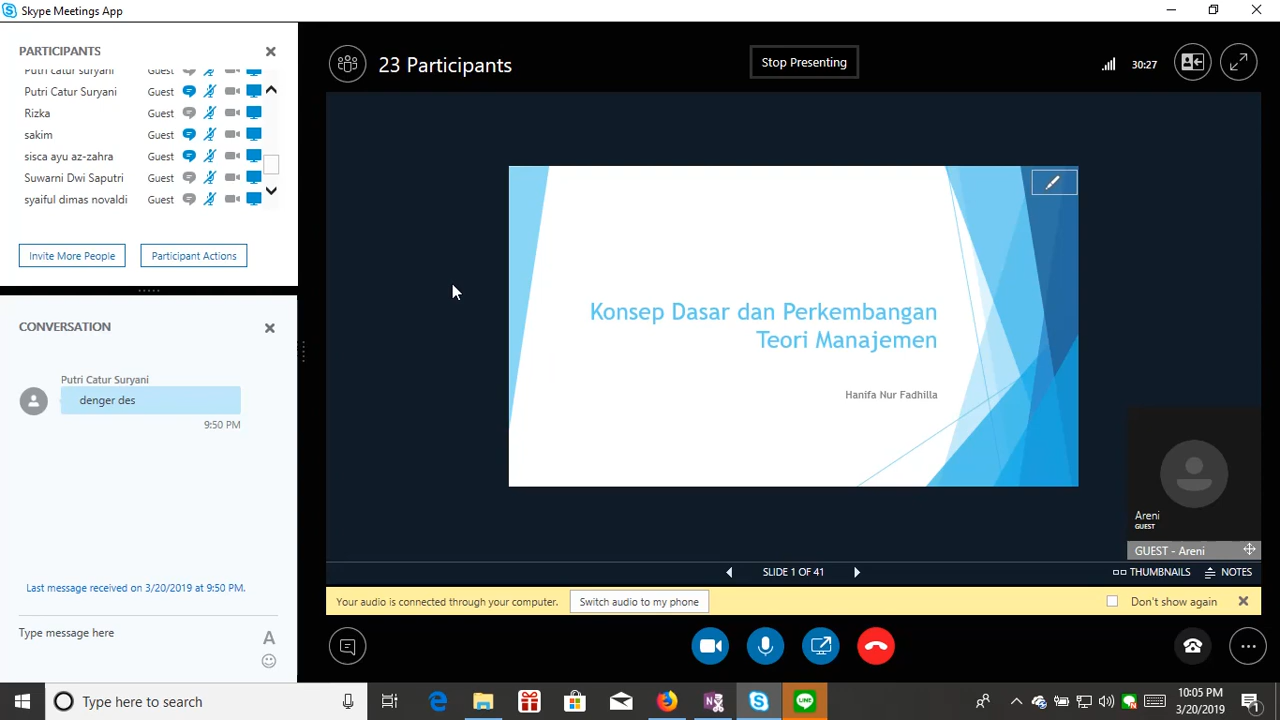 Skype Meetings App
PARTICIPANTS
Putri catur suryani Guest
Putri Catur Suryani Guest
Rizka Guest
sakim Guest
sisca ayu az-zahra Guest
Suwarni Dwi Saputri Guest
syaiful dimas novaldi Guest
Invite More People
Participant Actions
CONVERSATION
Putri Catur Suryani
denger des
9:50 PM
Last message received on 3/20/2019 at 9:50 PM.
Type message here
A
23 Participants
Stop Presenting
30:27
Konsep Dasar dan Perkembangan
Teori Manajemen
Hanifa Nur Fadhilla
Areni
GUEST
GUEST - Areni
SLIDE 1 OF 41
THUMBNAILS
NOTES
Your audio is connected through your computer.
Switch audio to my phone
Don't show again
Type here to search
10:05 PM
3/20/2019